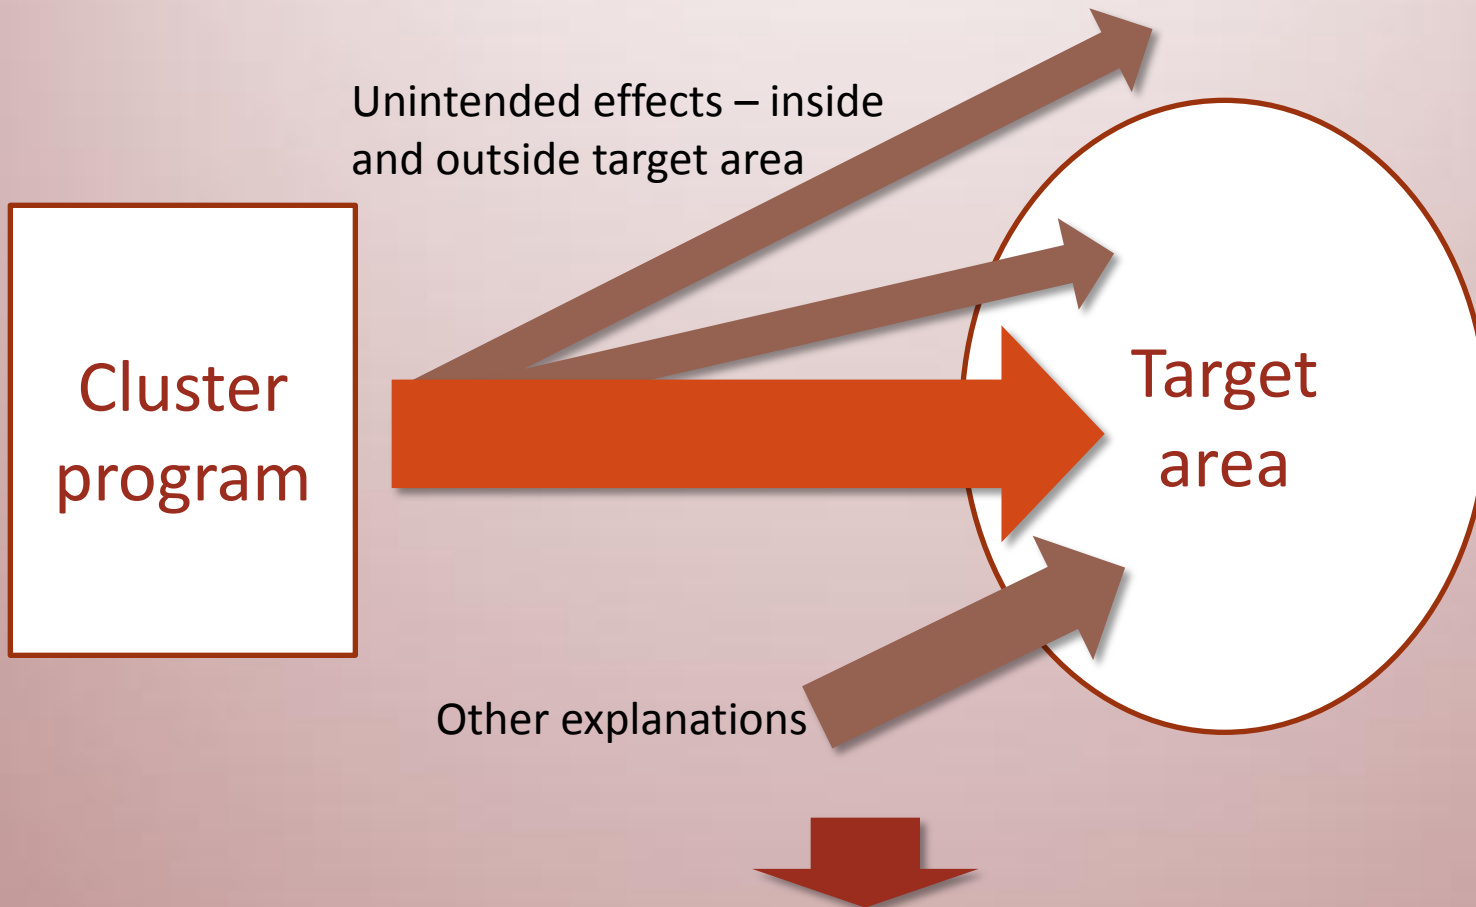 Unintended effects – inside
and outside target area
Cluster
program
Target
area
Other explanations